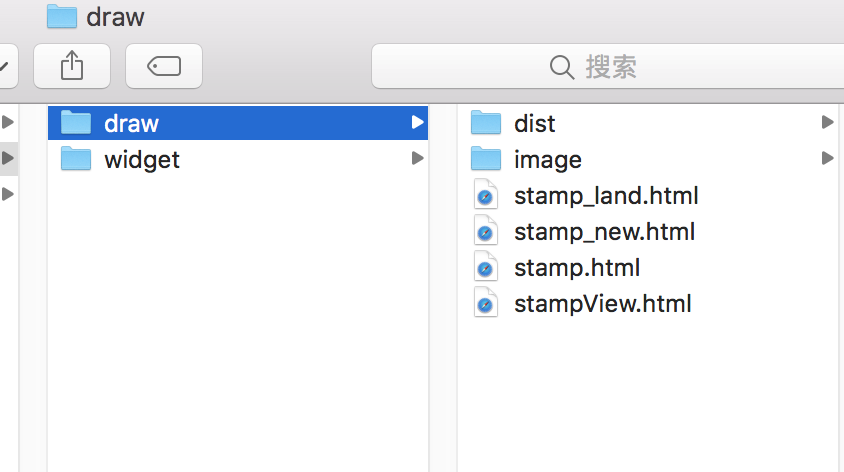 draw
搜索
draw
widget
dist
image
stamp_land.html
stamp_new.html
stamp.html
stampView.html